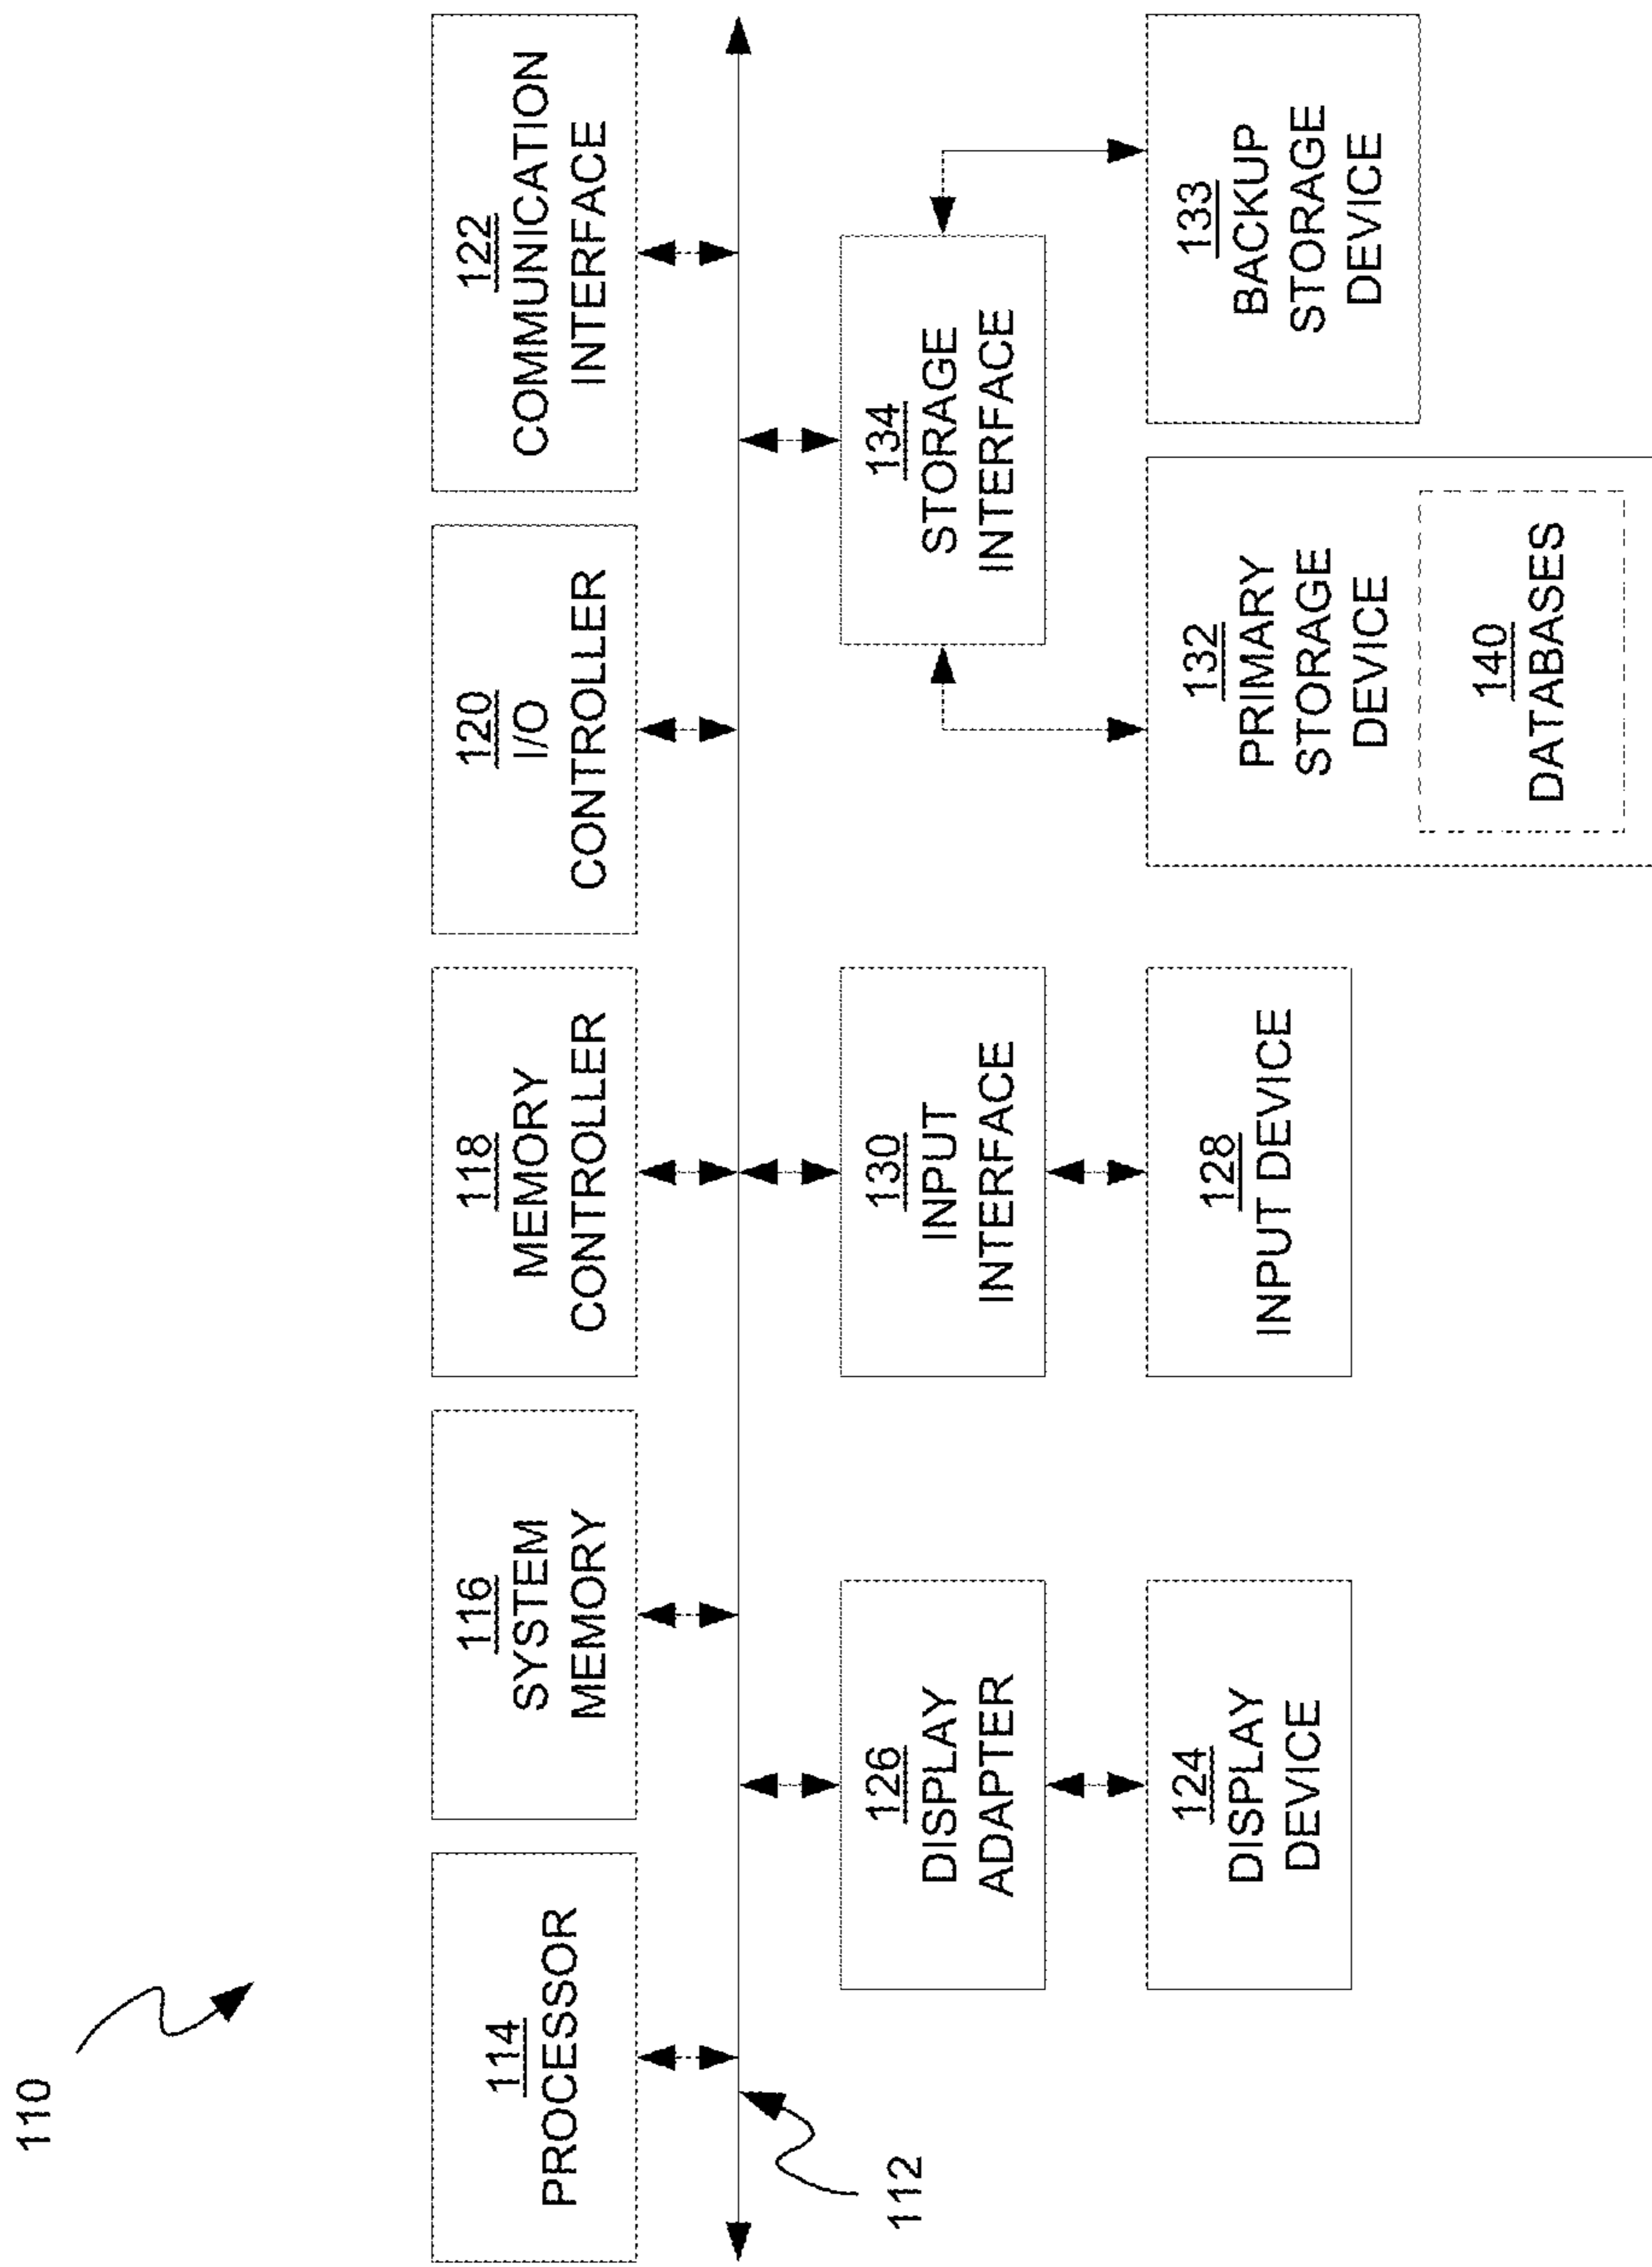 110
114
PROCESSOR
116
SYSTEM
MEMORY
118
MEMORY
CONTROLLER
120
I/O
CONTROLLER
122
COMMUNICATION
INTERFACE
112
126
DISPLAY
ADAPTER
130
INPUT
INTERFACE
134
STORAGE
INTERFACE
124
DISPLAY
DEVICE
128
INPUT DEVICE
132
PRIMARY
STORAGE
DEVICE
140
DATABASES
133
BACKUP
STORAGE
DEVICE